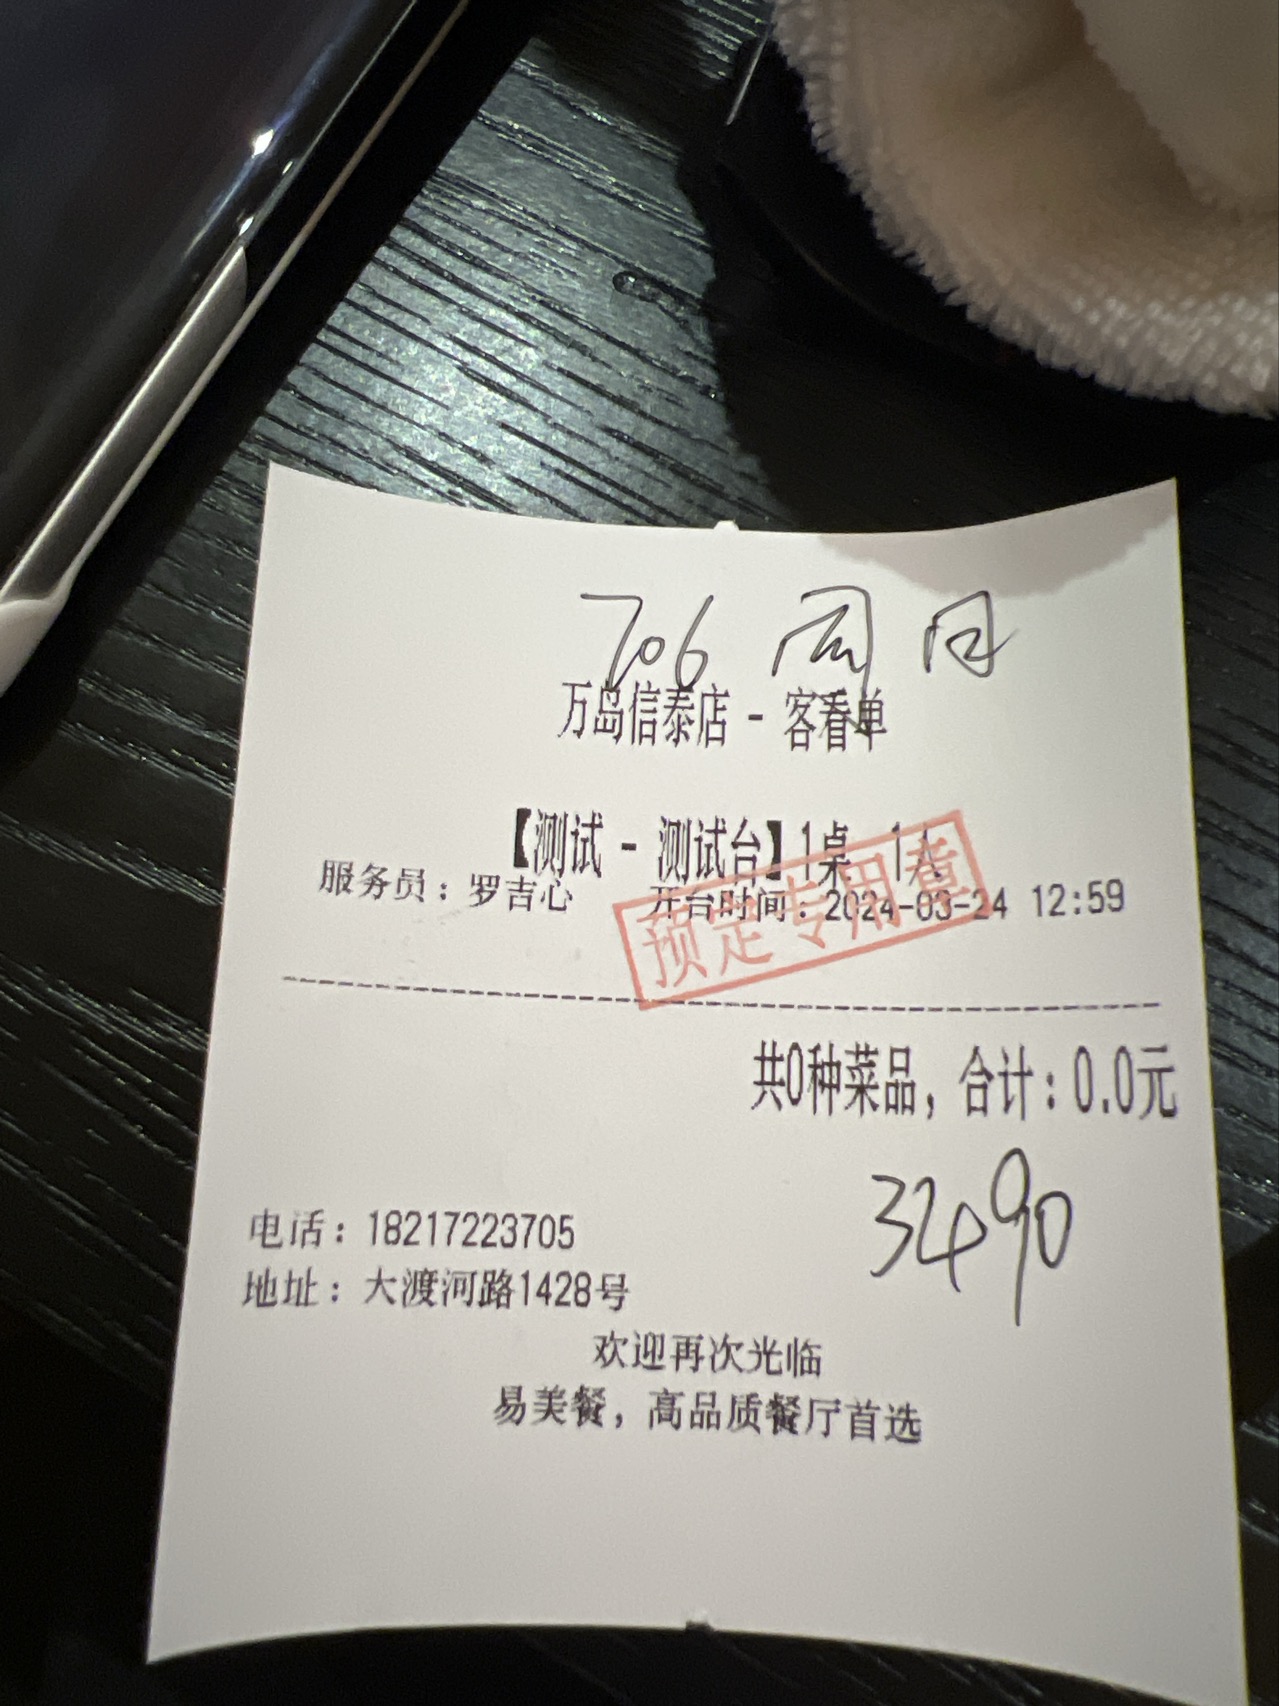 706
万岛信泰店 - 客看单
【测试 - 测试台】1桌 1人
服务员：罗吉心 开台时间：2024-03-24 12:59
预定专用章
共0种菜品，合计：0.0元
3490
电话：18217223705
地址：大渡河路1428号
欢迎再次光临
易美餐，高品质餐厅首选